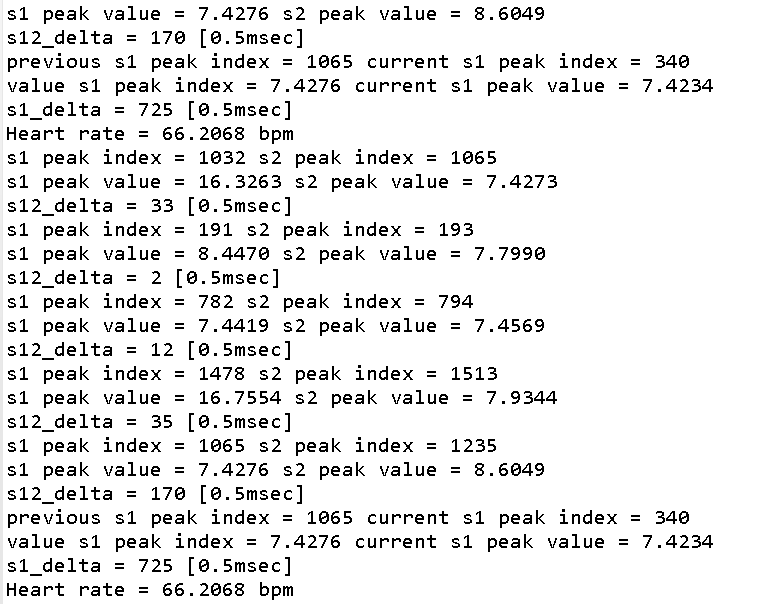 s1 peak value = 7.4276 s2 peak value = 8.6049
s12_delta = 170 [0.5msec]
previous s1 peak index = 1065 current s1 peak index = 340
value s1 peak index = 7.4276 current s1 peak value = 7.4234
s1_delta = 725 [0.5msec]
Heart rate = 66.2068 bpm
s1 peak index = 1032 s2 peak index = 1065
s1 peak value = 16.3263 s2 peak value = 7.4273
s12_delta = 33 [0.5msec]
s1 peak index = 191 s2 peak index = 193
s1 peak value = 8.4470 s2 peak value = 7.7990
s12_delta = 2 [0.5msec]
s1 peak index = 782 s2 peak index = 794
s1 peak value = 7.4419 s2 peak value = 7.4569
s12_delta = 12 [0.5msec]
s1 peak index = 1478 s2 peak index = 1513
s1 peak value = 16.7554 s2 peak value = 7.9344
s12_delta = 35 [0.5msec]
s1 peak index = 1065 s2 peak index = 1235
s1 peak value = 7.4276 s2 peak value = 8.6049
s12_delta = 170 [0.5msec]
previous s1 peak index = 1065 current s1 peak index = 340
value s1 peak index = 7.4276 current s1 peak value = 7.4234
s1_delta = 725 [0.5msec]
Heart rate = 66.2068 bpm